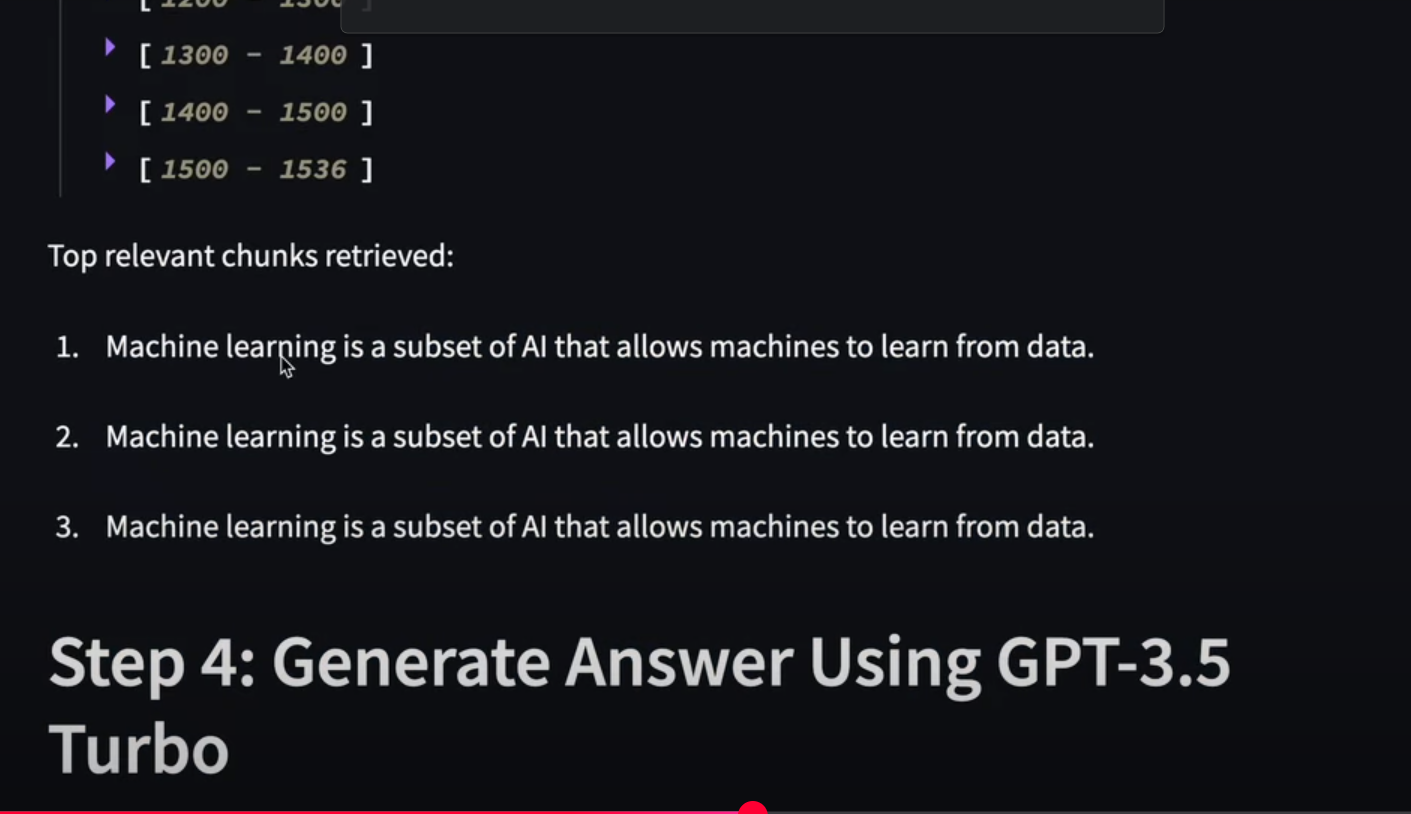 [ 1200 - 1300 ]
[ 1300 - 1400 ]
[ 1400 - 1500 ]
[ 1500 - 1536 ]
Top relevant chunks retrieved:
1. Machine learning is a subset of AI that allows machines to learn from data.
2. Machine learning is a subset of AI that allows machines to learn from data.
3. Machine learning is a subset of AI that allows machines to learn from data.
Step 4: Generate Answer Using GPT-3.5
Turbo